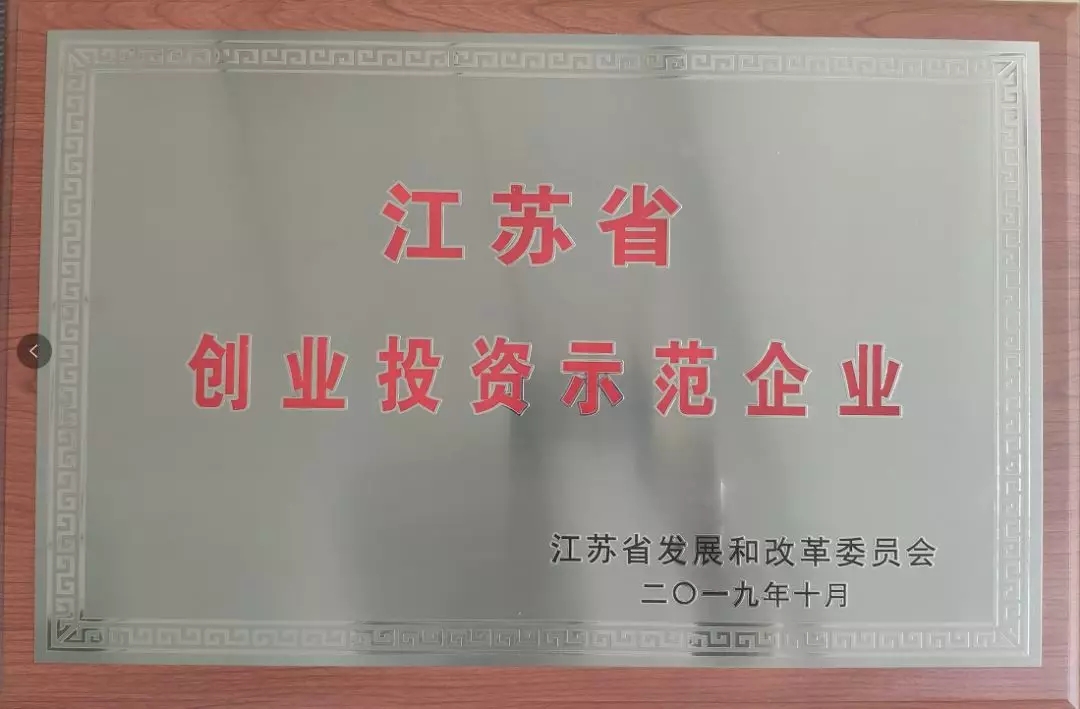 江苏省
创业投资示范企业
江苏省发展和改革委员会
二〇一九年十月